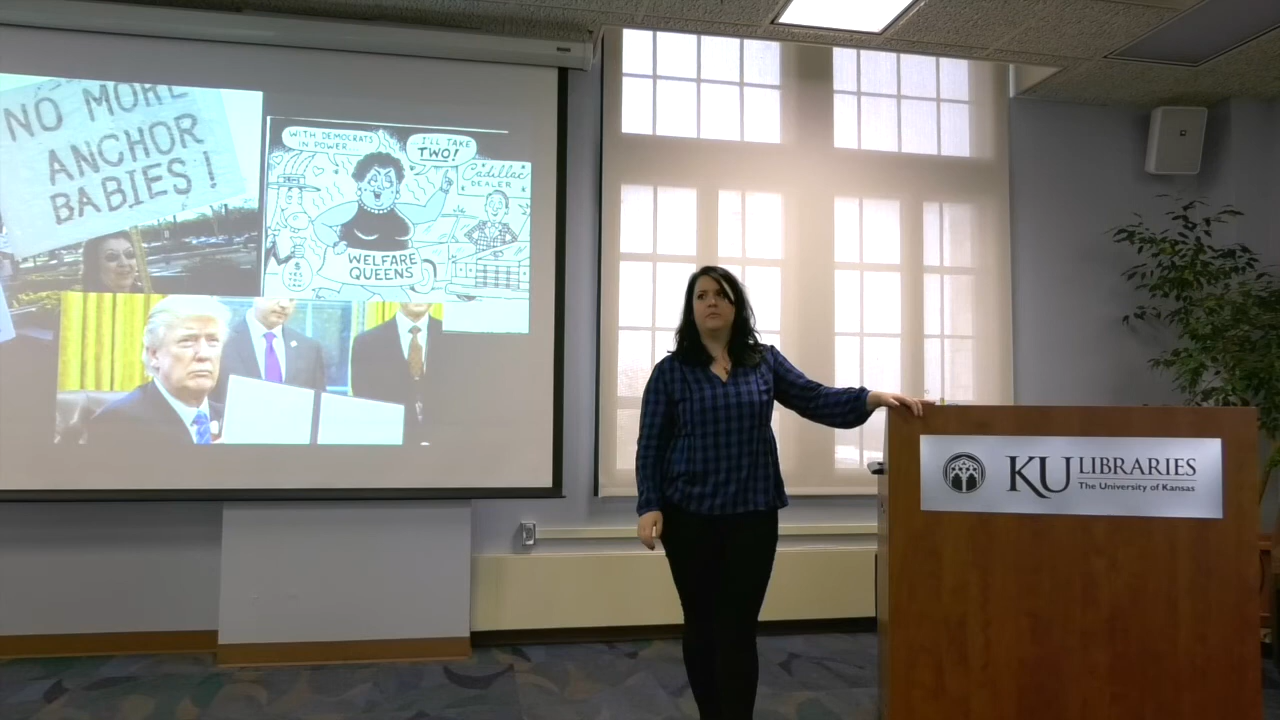 NO MORE
ANCHOR
BABIES!
WITH DEMOCRATS
IN POWER...
I'LL TAKE
TWO!
Cadillac
DEALER
WELFARE
QUEENS
$
KU LIBRARIES
The University of Kansas